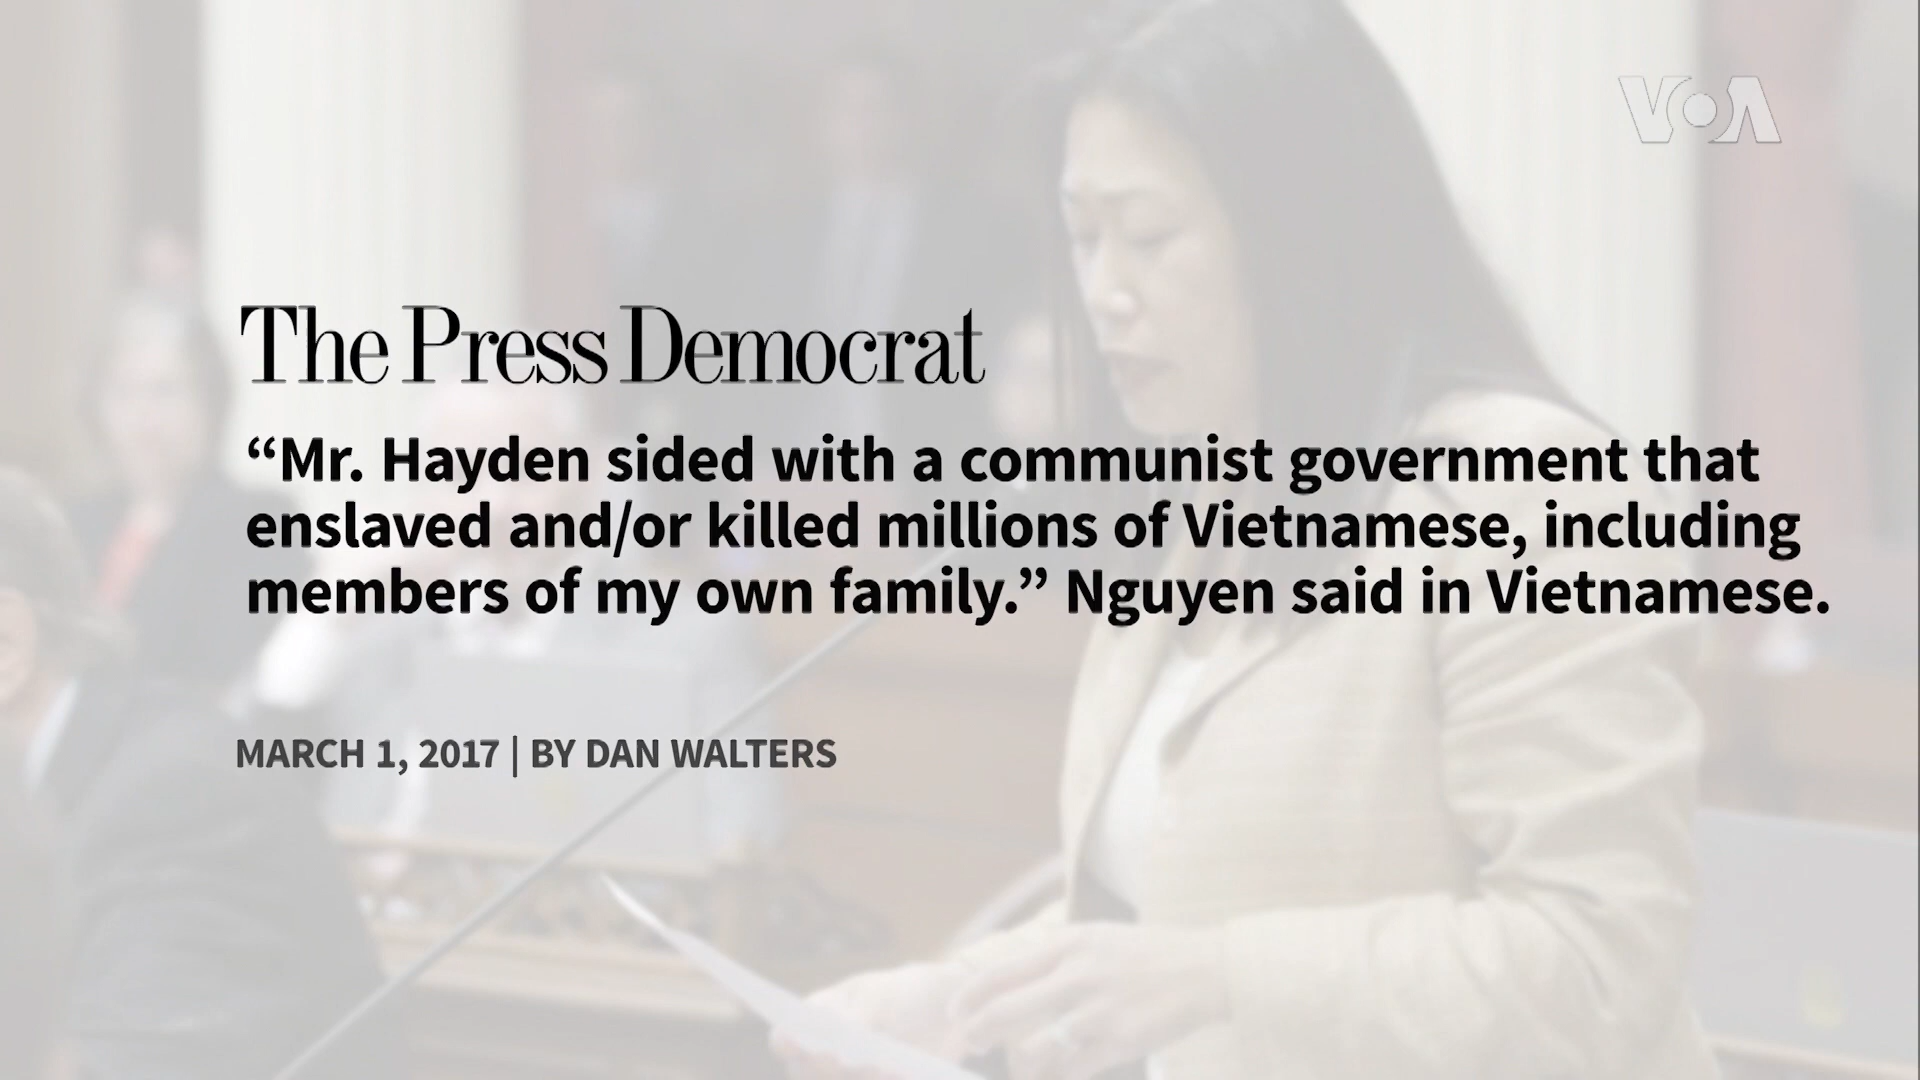 VOA
The Press Democrat
“Mr. Hayden sided with a communist government that
enslaved and/or killed millions of Vietnamese, including
members of my own family.” Nguyen said in Vietnamese.
MARCH 1, 2017 | BY DAN WALTERS